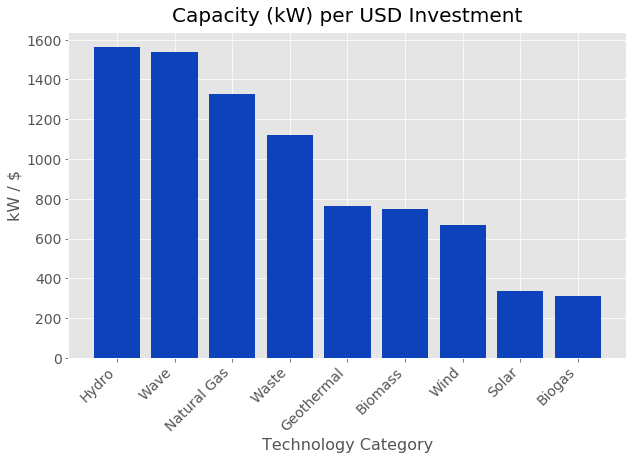 Capacity (kW) per USD Investment
kW / $
1600
1400
1200
1000
800
600
400
200
0
Hydro
Wave
Natural Gas
Waste
Geothermal
Biomass
Wind
Solar
Biogas
Technology Category